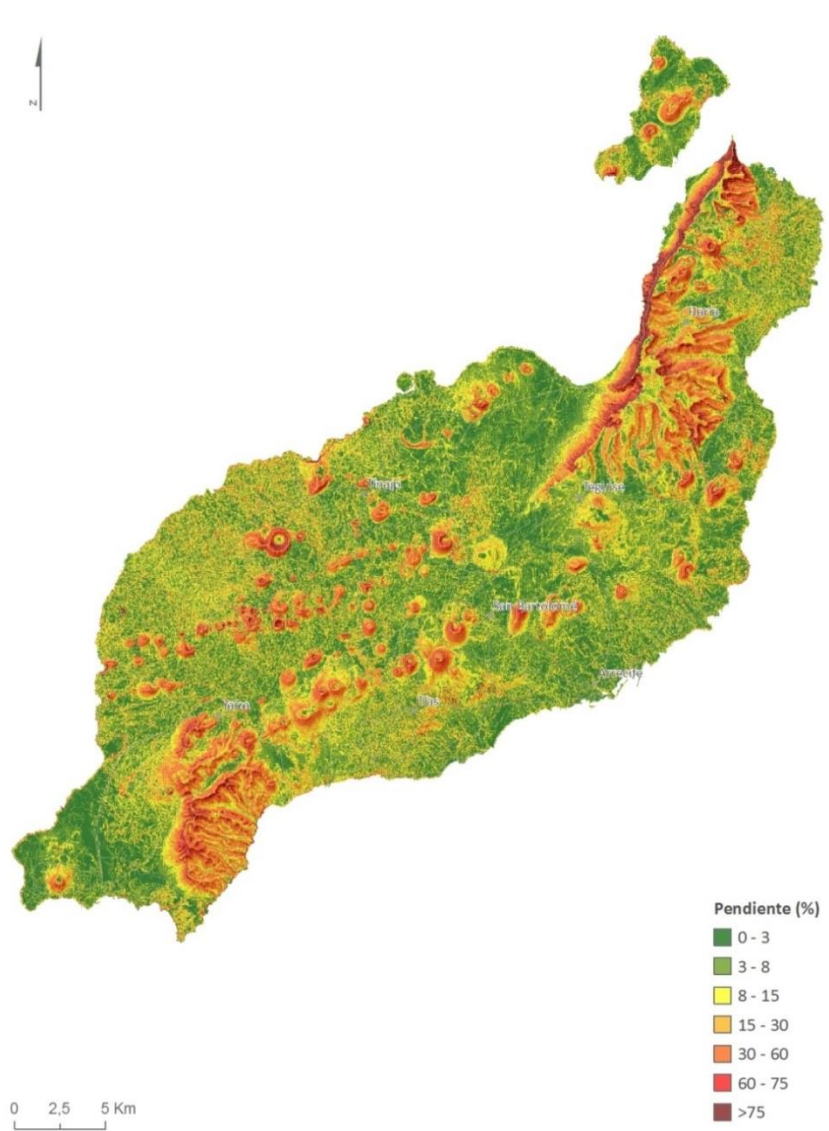 N
Haría
Tinajo
Teguise
San Bartolomé
Arrecife
Tías
Yaiza
Pendiente (%)
0 - 3
3 - 8
8 - 15
15 - 30
30 - 60
60 - 75
>75
0 2,5 5 Km